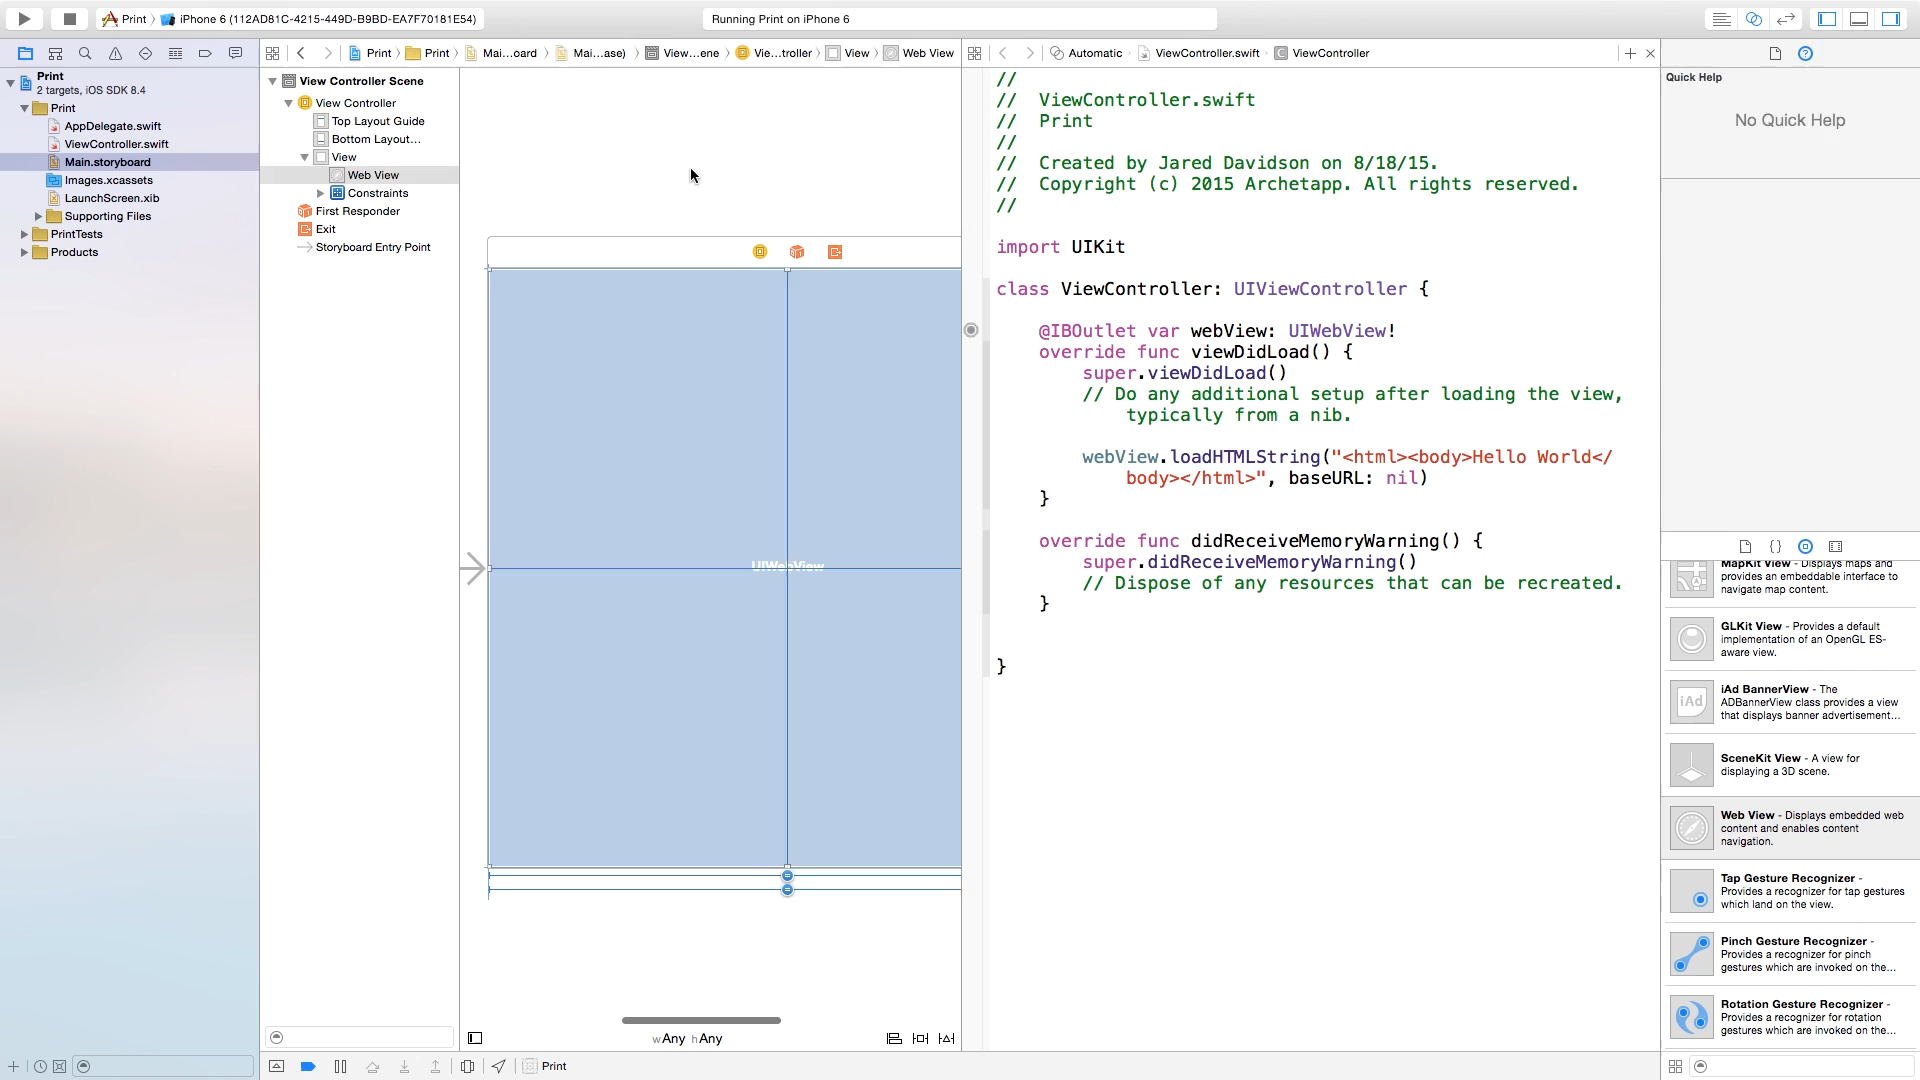 Print
iPhone 6 (112AD81C-4215-449D-B9BD-EA7F70181E54)
Running Print on iPhone 6
Print
Print
Mai...oard
Mai...ase)
View...ene
Vie...troller
View
Web View
Automatic
ViewController.swift
ViewController
Print
2 targets, iOS SDK 8.4
Print
AppDelegate.swift
ViewController.swift
Main.storyboard
Images.xcassets
LaunchScreen.xib
Supporting Files
PrintTests
Products
View Controller Scene
View Controller
Top Layout Guide
Bottom Layout...
View
Web View
Constraints
First Responder
Exit
Storyboard Entry Point
UIWebView
wAny hAny
//
// ViewController.swift
// Print
//
// Created by Jared Davidson on 8/18/15.
// Copyright (c) 2015 Archetapp. All rights reserved.
//
import UIKit
class ViewController: UIViewController {
@IBOutlet var webView: UIWebView!
override func viewDidLoad() {
super.viewDidLoad()
// Do any additional setup after loading the view,
typically from a nib.
webView.loadHTMLString("<html><body>Hello World</
body></html>", baseURL: nil)
}
override func didReceiveMemoryWarning() {
super.didReceiveMemoryWarning()
// Dispose of any resources that can be recreated.
}
}
Quick Help
No Quick Help
MapKit View - Displays maps and
provides an embeddable interface to
navigate map content.
GLKit View - Provides a default
implementation of an OpenGL ES-
aware view.
iAd
iAd BannerView - The
ADBannerView class provides a view
that displays banner advertisement...
SceneKit View - A view for
displaying a 3D scene.
Web View - Displays embedded web
content and enables content
navigation.
Tap Gesture Recognizer -
Provides a recognizer for tap gestures
which land on the view.
Pinch Gesture Recognizer -
Provides a recognizer for pinch
gestures which are invoked on the...
Rotation Gesture Recognizer -
Provides a recognizer for rotation
gestures which are invoked on the...
Print